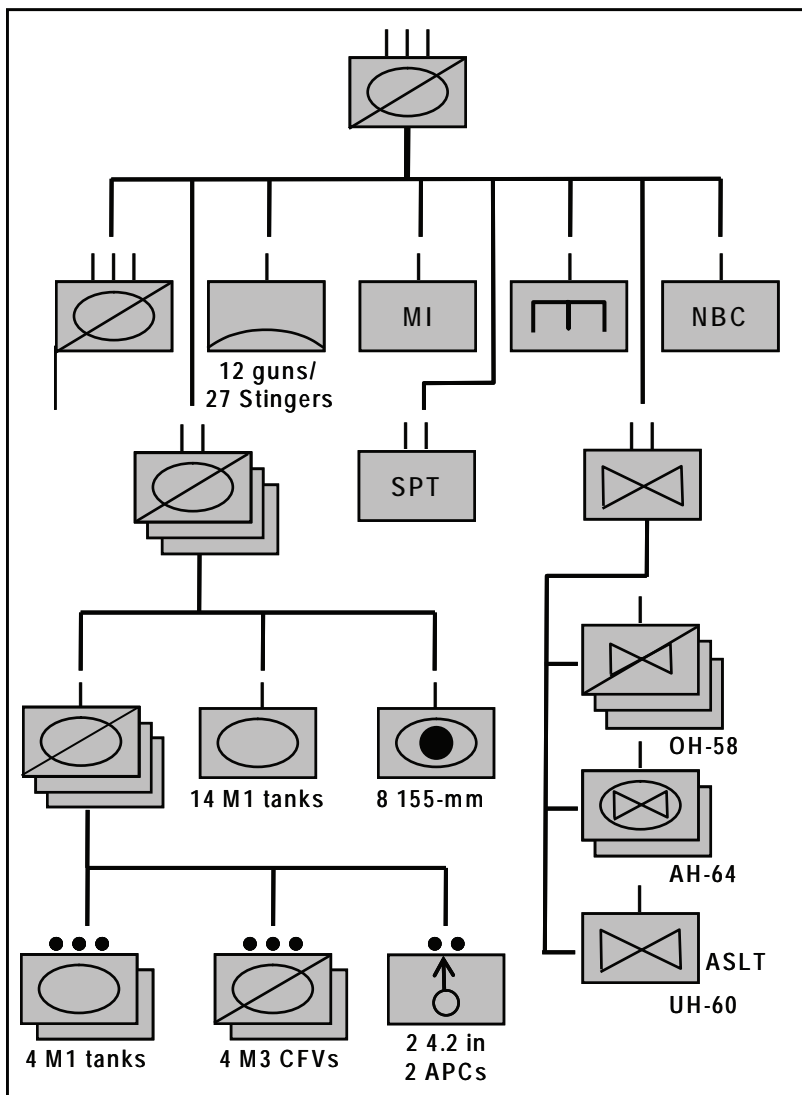 MI
NBC
12 guns/
27 Stingers
SPT
OH-58
14 M1 tanks
8 155-mm
AH-64
ASLT
UH-60
4 M1 tanks
4 M3 CFVs
2 4.2 in
2 APCs